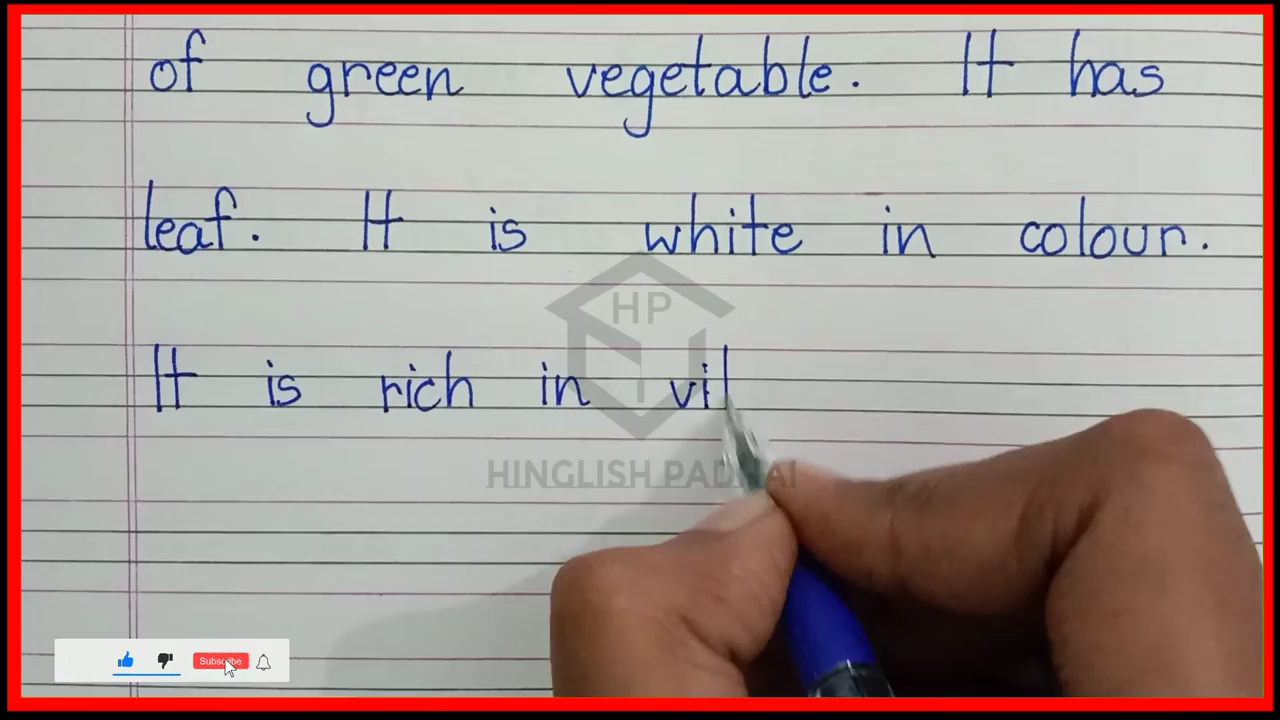 of green vegetable. It has
leaf. It is white in colour.
HP
It is rich in vil
HINGLISH PADHAI
Subscribe